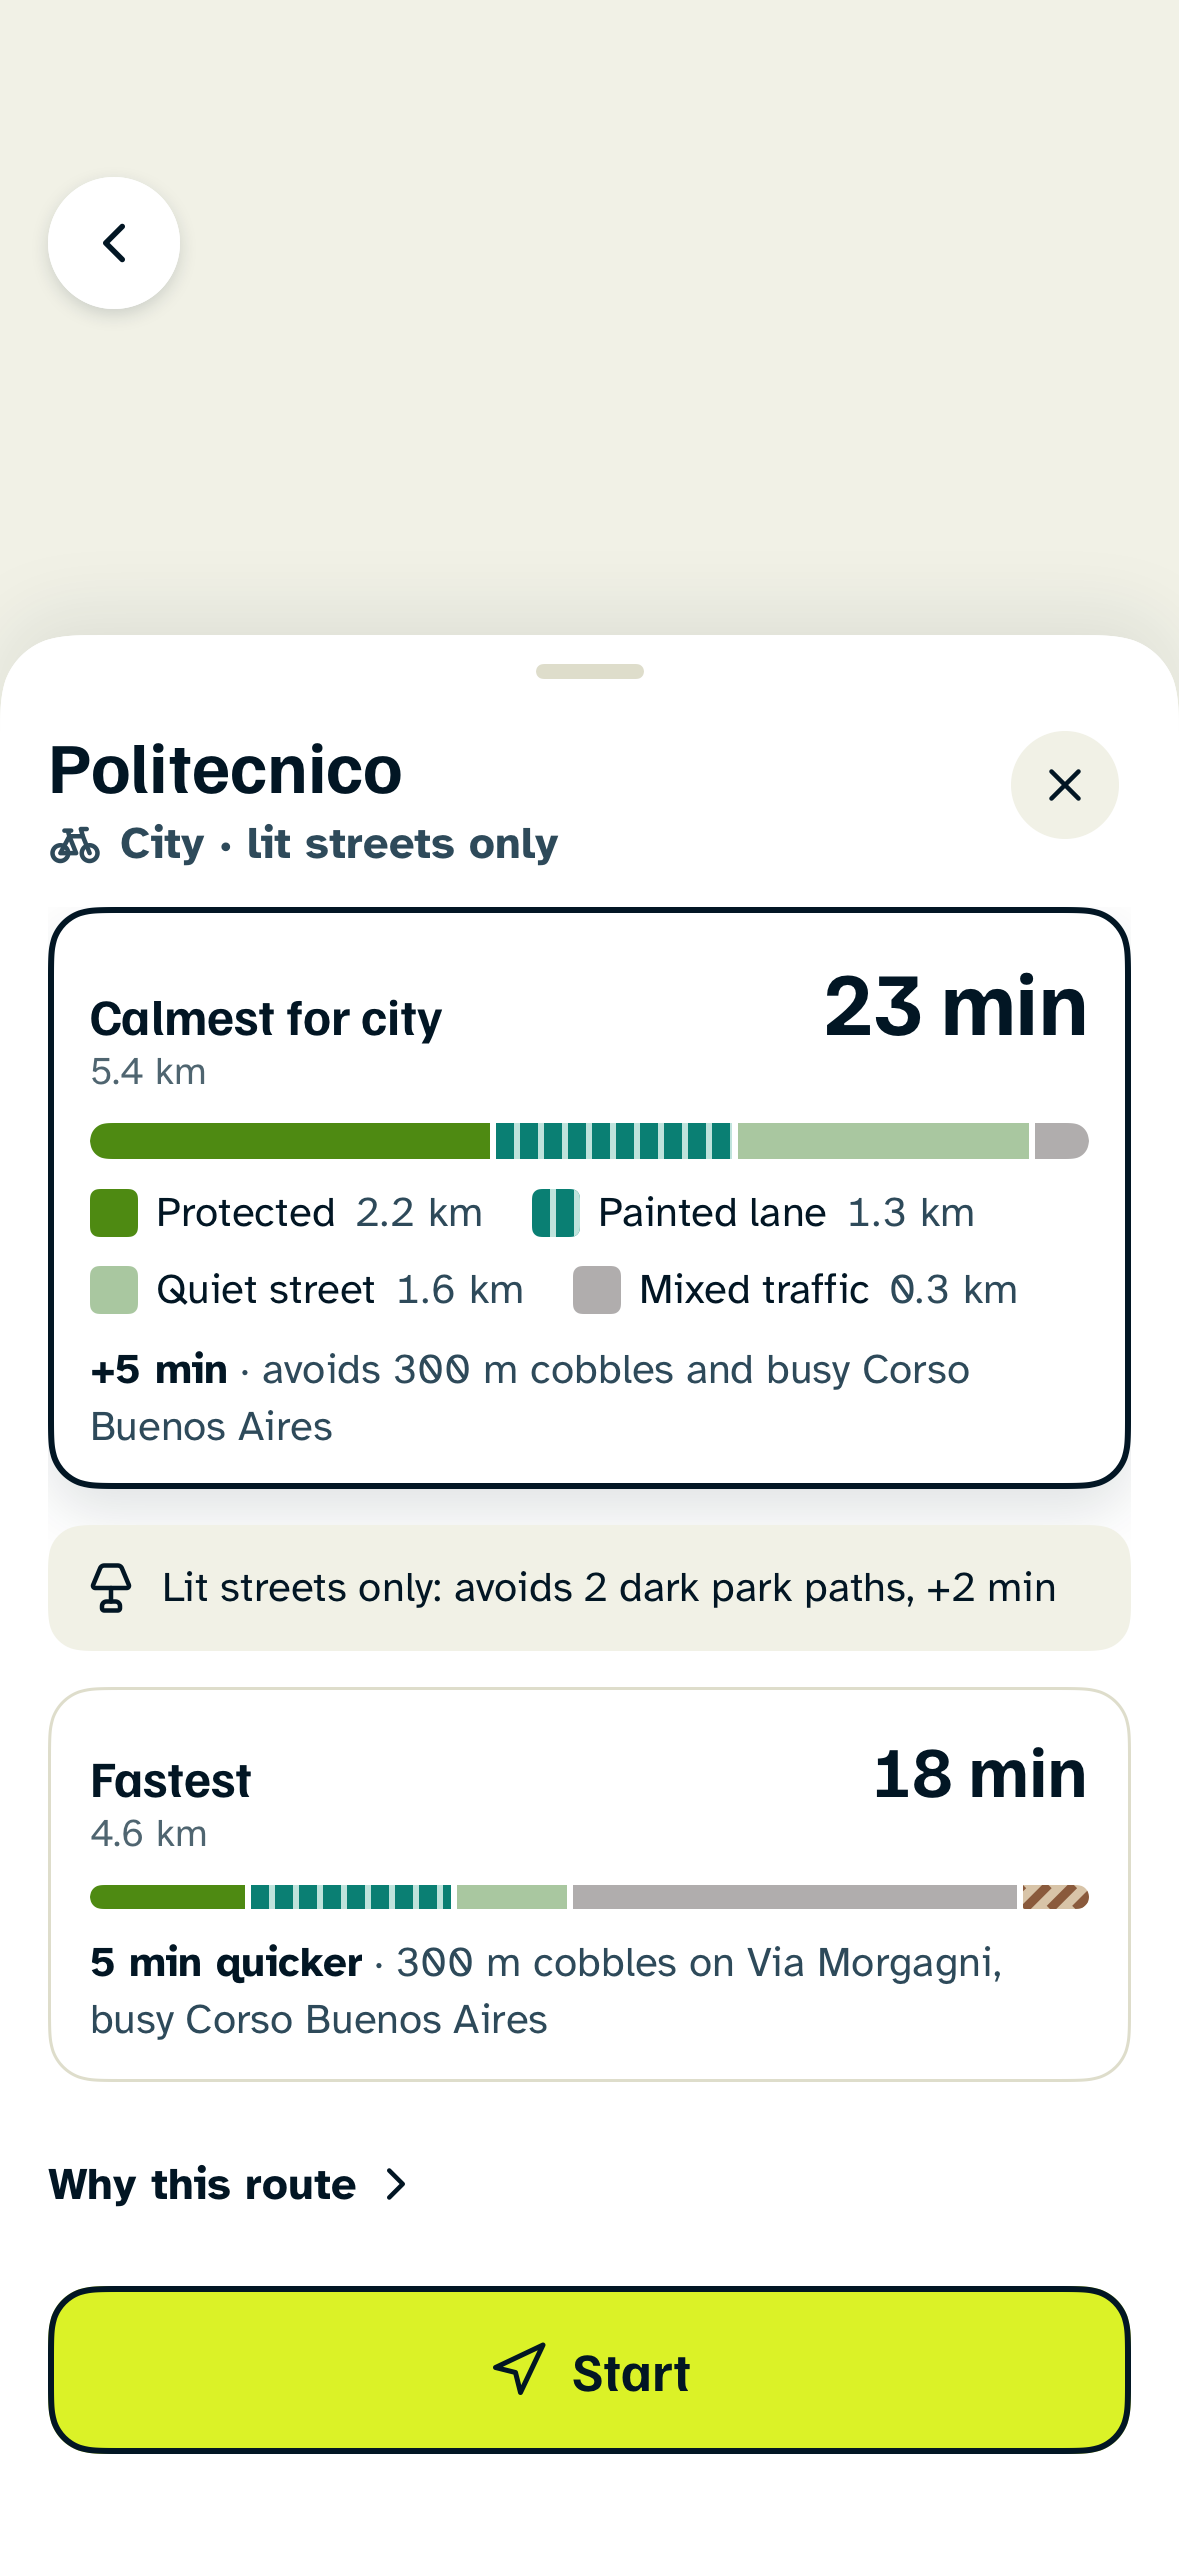 Politecnico
City · lit streets only
Calmest for city 23 min
5.4 km
Protected 2.2 km Painted lane 1.3 km
Quiet street 1.6 km Mixed traffic 0.3 km
+5 min · avoids 300 m cobbles and busy Corso
Buenos Aires
Lit streets only: avoids 2 dark park paths, +2 min
Fastest 18 min
4.6 km
5 min quicker · 300 m cobbles on Via Morgagni,
busy Corso Buenos Aires
Why this route
Start